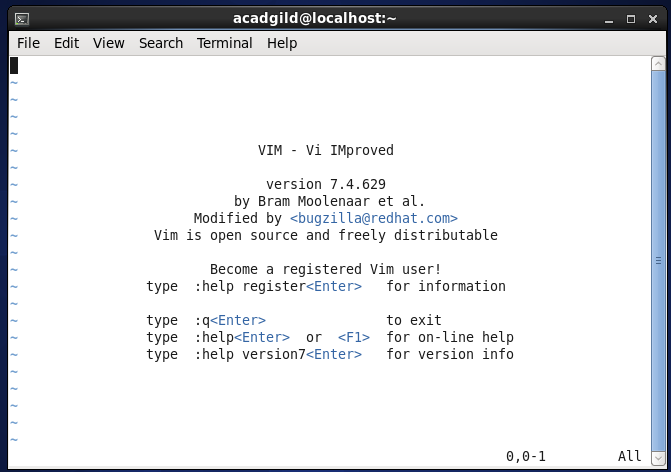 acadgild@localhost:~
File Edit View Search Terminal Help
~
~
~
~
VIM - Vi IMproved
~
~
version 7.4.629
~
by Bram Moolenaar et al.
~
Modified by <bugzilla@redhat.com>
~
Vim is open source and freely distributable
~
~
Become a registered Vim user!
~
type :help register<Enter> for information
~
~
type :q<Enter> to exit
~
type :help<Enter> or <F1> for on-line help
~
type :help version7<Enter> for version info
~
~
~
~
~
0,0-1 All